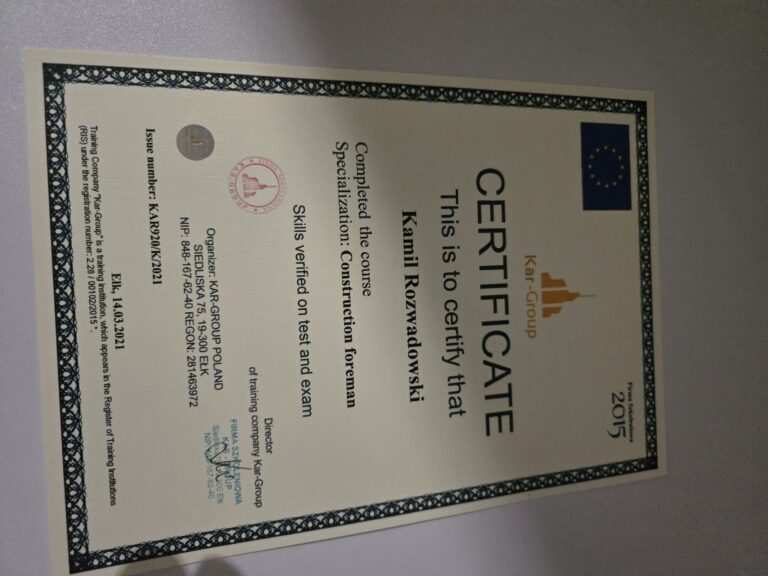 Firma Szkoleniowa
2015
Kar-Group
CERTIFICATE
This is to certify that
Kamil Rozwadowski
Completed the course
Specialization: Construction foreman
Skills verified on test and exam
Director
of training company Kar-Group
FIRMA SZKOLENIOWA
Organizer: KAR-GROUP POLAND
SIEDLISKA 75, 19-300 EŁK
NIP: 848-167-62-40 REGON: 281463972
Issue number: KAR920/K/2021
Elk, 14.03.2021
Training Company "Kar-Group" is a training institution, which appears in the Register of Training Institutions
(RIS) under the registration number: 2.28 / 00102/2015 ".